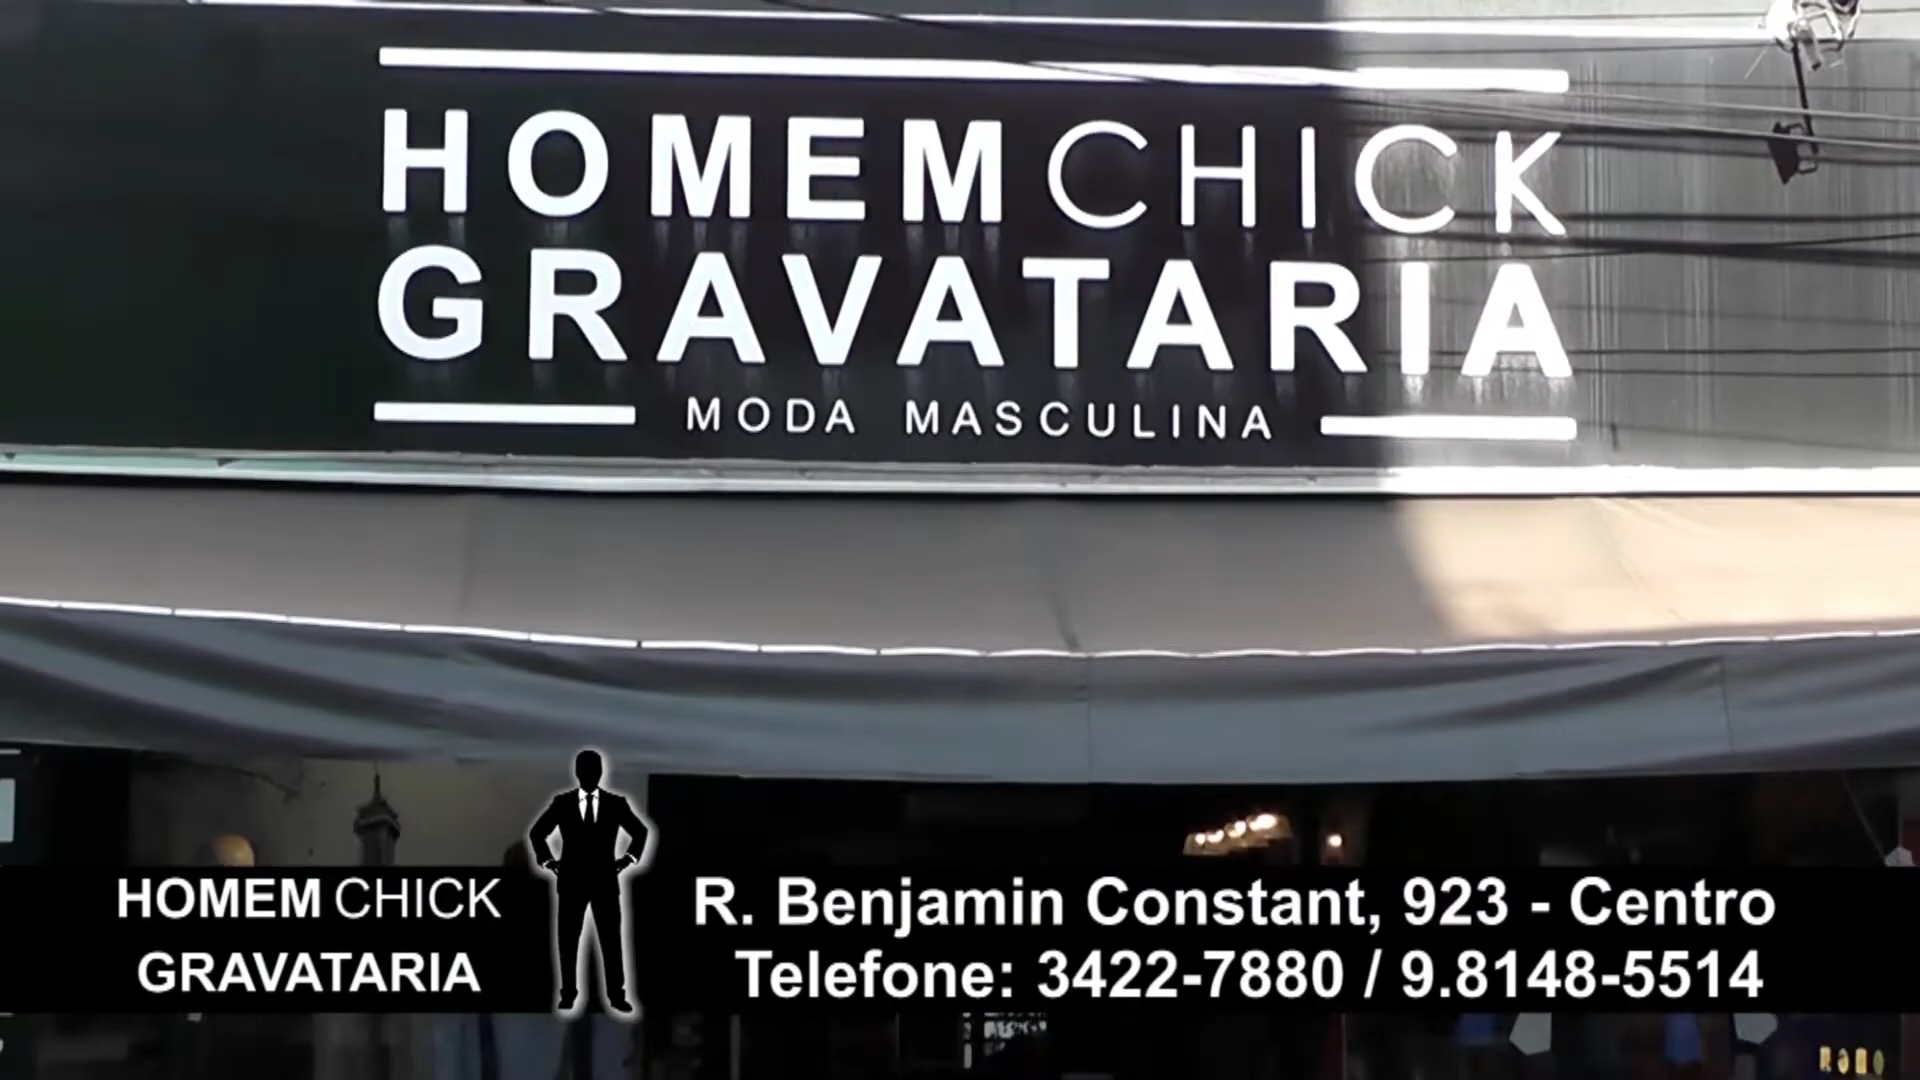 HOMEM CHICK
GRAVATARIA
MODA MASCULINA
HOMEM CHICK
GRAVATARIA
R. Benjamin Constant, 923 - Centro
Telefone: 3422-7880 / 9.8148-5514